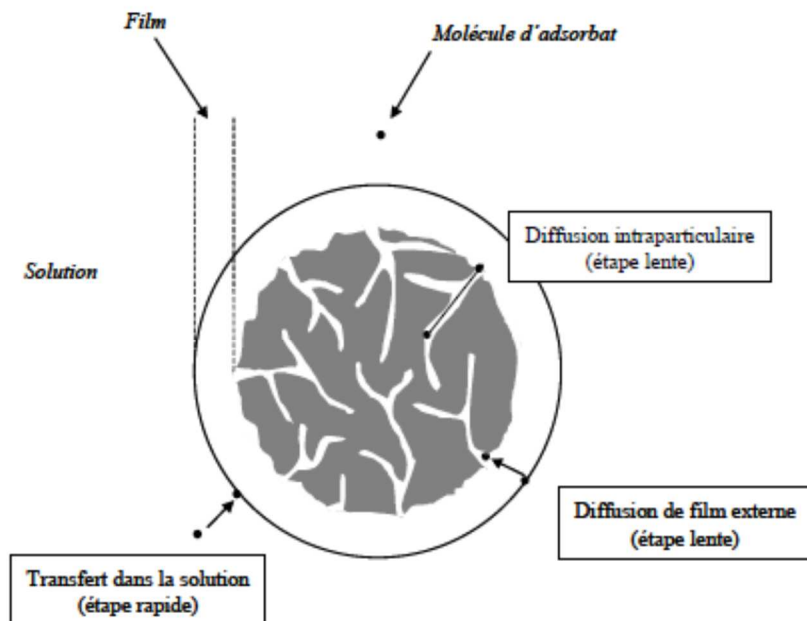 Film
Molécule d'adsorbat
Diffusion intraparticulaire
(étape lente)
Solution
Diffusion de film externe
(étape lente)
Transfert dans la solution
(étape rapide)